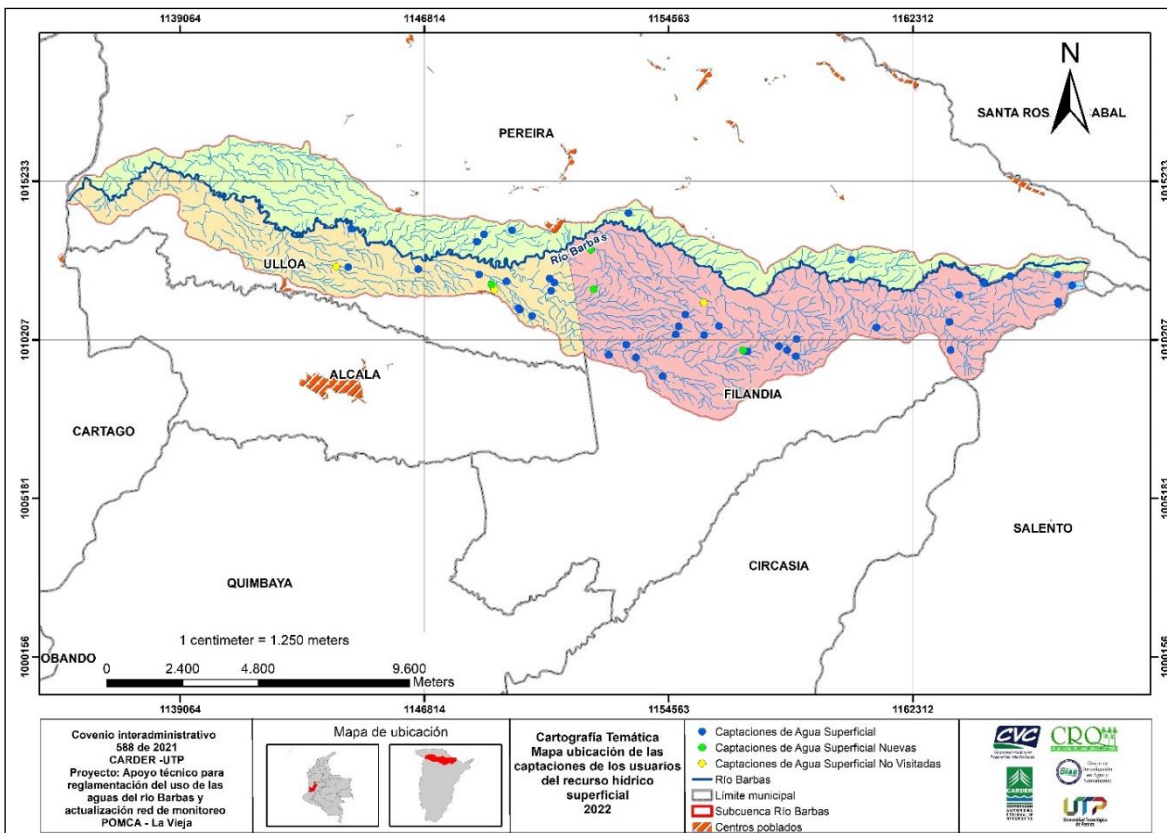 1139064 1146814 1154563 1162312
N
SANTA ROS ABAL
PEREIRA
1015233 1015233
Río Barbas
ULLOA
1010207 1010207
ALCALA
FILANDIA
CARTAGO
1005181 1005181
SALENTO
CIRCASIA
QUIMBAYA
1 centimeter = 1.250 meters
OBANDO
1000156 1000156
0 2.400 4.800 9.600
Meters
1139064 1146814 1154563 1162312
Covenio interadministrativo
588 de 2021
CARDER -UTP
Proyecto: Apoyo técnico para
reglamentación del uso de las
aguas del río Barbas y
actualización red de monitoreo
POMCA - La Vieja
Mapa de ubicación
Cartografía Temática
Mapa ubicación de las
captaciones de los usuarios
del recurso hídrico
superficial
2022
Captaciones de Agua Superficial
Captaciones de Agua Superficial Nuevas
Captaciones de Agua Superficial No Visitadas
Río Barbas
Límite municipal
Subcuenca Río Barbas
Centros poblados
CVC
CRQ
CARDER
UTP